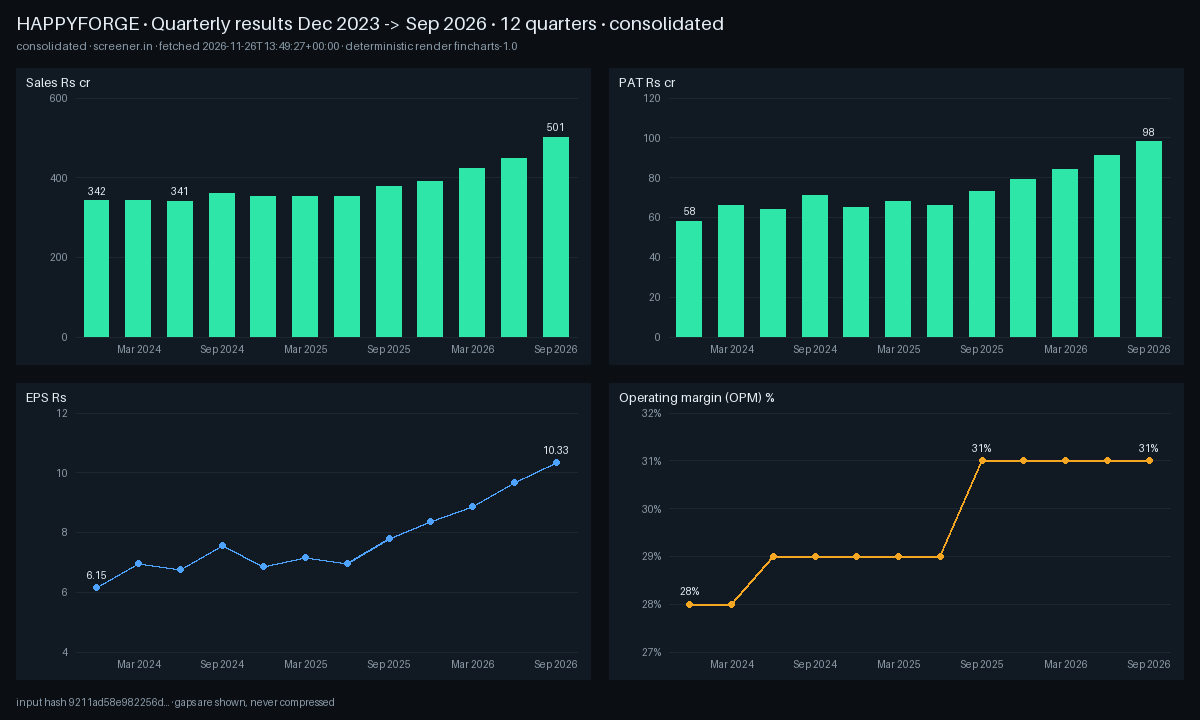 HAPPYFORGE · Quarterly results Dec 2023 -> Sep 2026 · 12 quarters · consolidated
consolidated · screener.in · fetched 2026-11-26T13:49:27+00:00 · deterministic render fincharts-1.0
Sales Rs cr
600
400
200
0
342
341
501
Mar 2024 Sep 2024 Mar 2025 Sep 2025 Mar 2026 Sep 2026
PAT Rs cr
120
100
80
60
40
20
0
58
98
Mar 2024 Sep 2024 Mar 2025 Sep 2025 Mar 2026 Sep 2026
EPS Rs
12
10
8
6
4
6.15
10.33
Mar 2024 Sep 2024 Mar 2025 Sep 2025 Mar 2026 Sep 2026
Operating margin (OPM) %
32%
31%
30%
29%
28%
27%
28%
31%
31%
Mar 2024 Sep 2024 Mar 2025 Sep 2025 Mar 2026 Sep 2026
input hash 9211ad58e982256d… · gaps are shown, never compressed